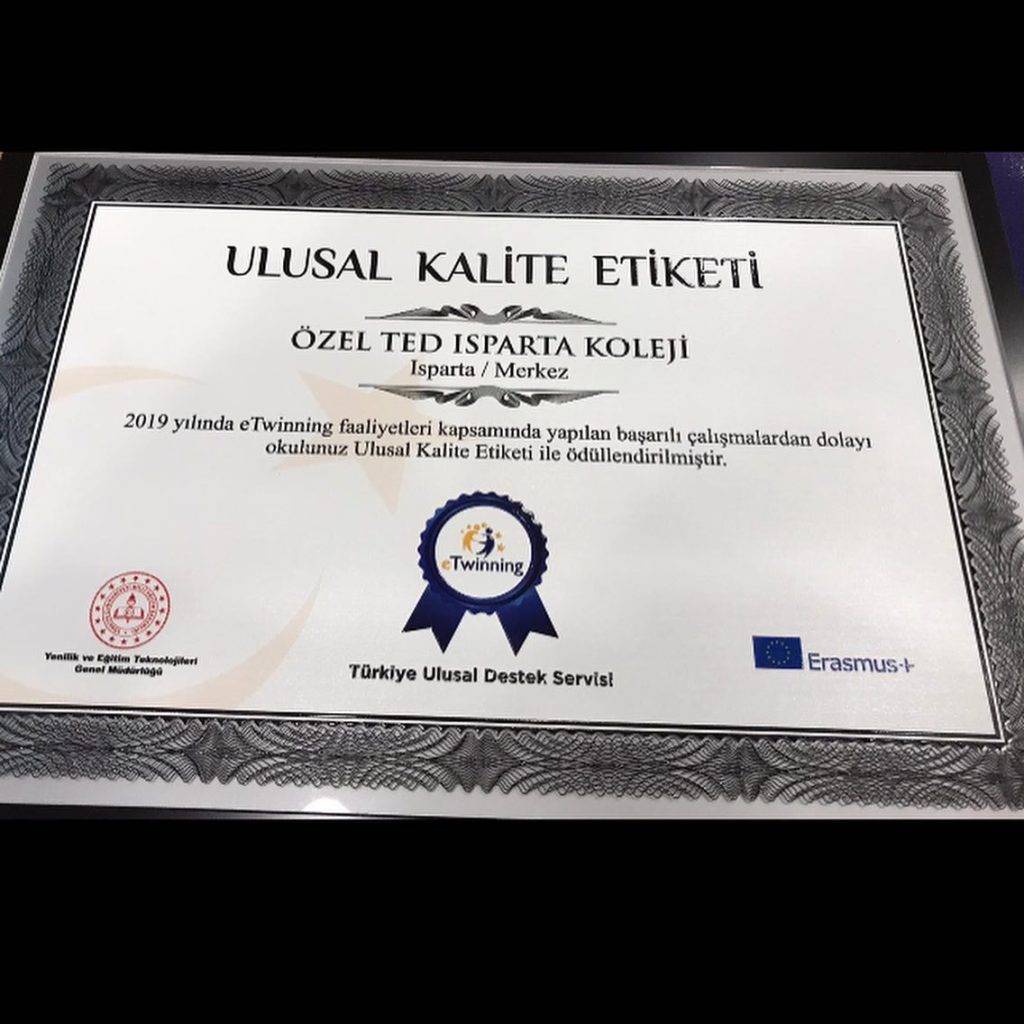 ULUSAL KALİTE ETİKETİ
ÖZEL TED ISPARTA KOLEJİ
Isparta / Merkez
2019 yılında eTwinning faaliyetleri kapsamında yapılan başarılı çalışmalardan dolayı
okulunuz Ulusal Kalite Etiketi ile ödüllendirilmiştir.
eTwinning
Yenilik ve Eğitim Teknolojileri
Genel Müdürlüğü
Türkiye Ulusal Destek Servisi
Erasmus+